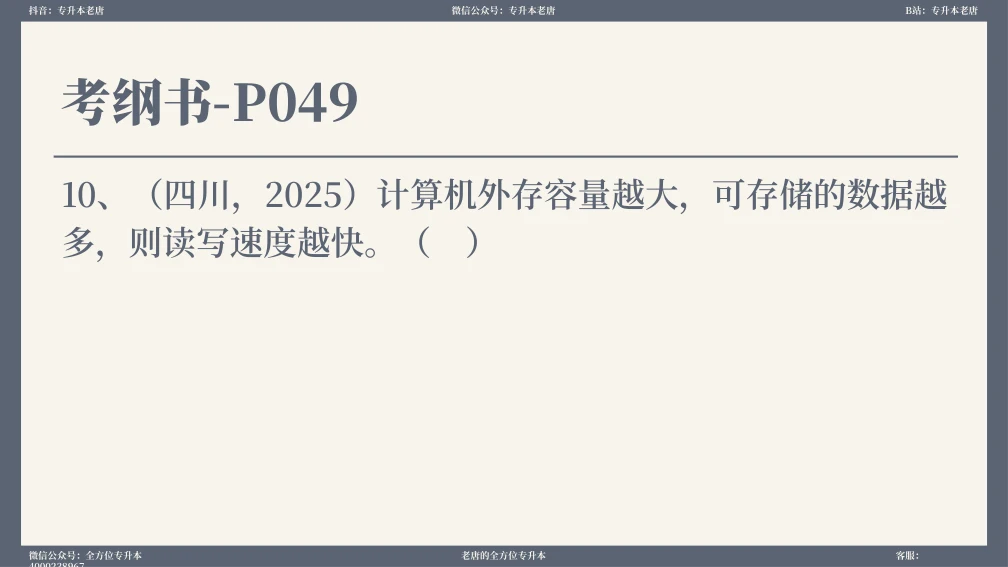 抖音：专升本老唐
微信公众号：专升本老唐
B站：专升本老唐
考纲书-P049
10、（四川，2025）计算机外存容量越大，可存储的数据越
多，则读写速度越快。（　）
微信公众号：全方位专升本
老唐的全方位专升本
客服：
4000238967